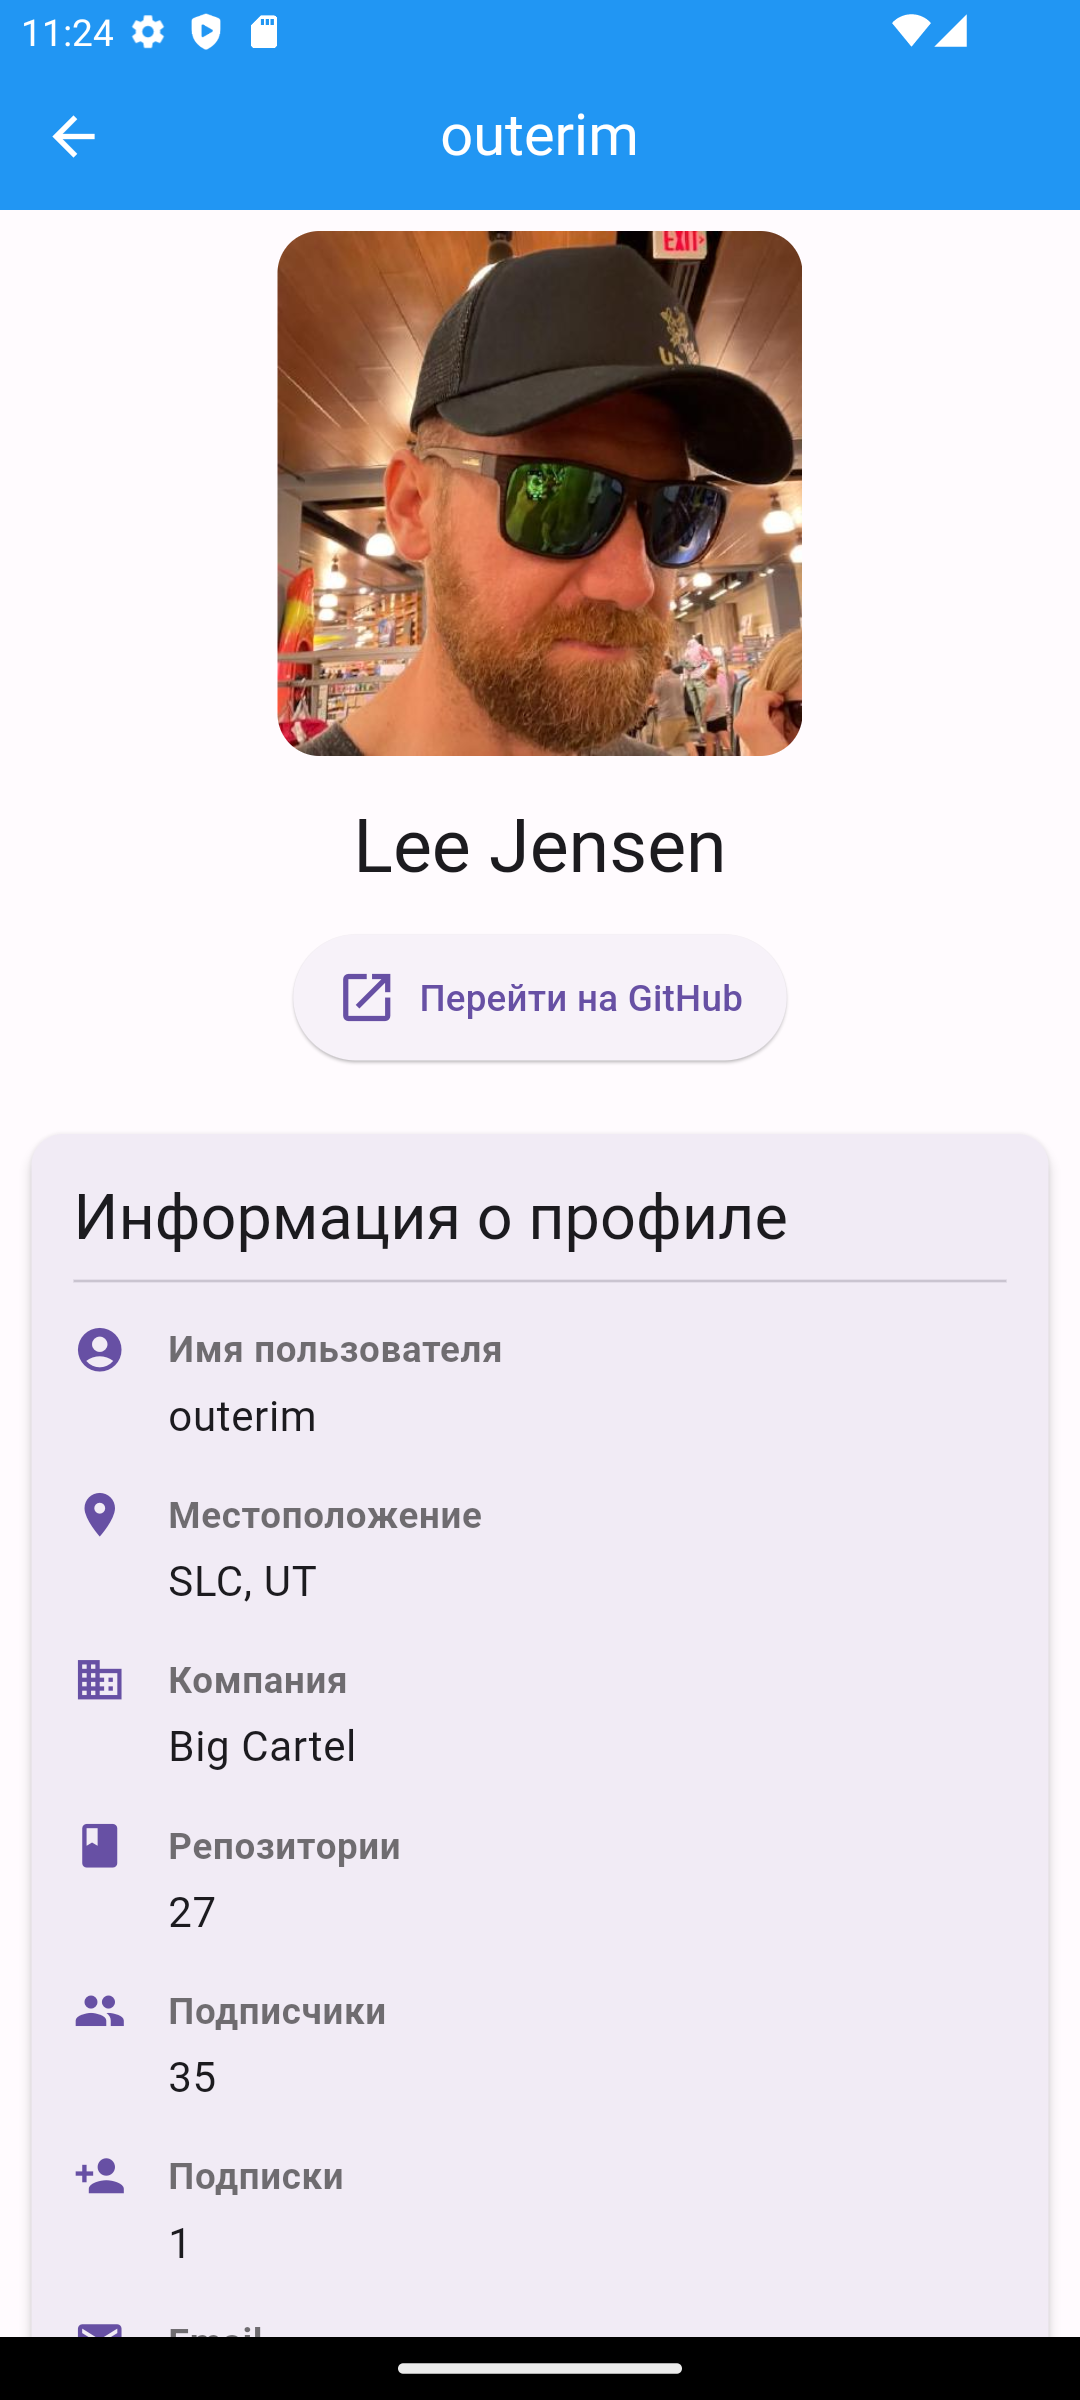 11:24
outerim
EXIT
Lee Jensen
Перейти на GitHub
Информация о профиле
Имя пользователя
outerim
Местоположение
SLC, UT
Компания
Big Cartel
Репозитории
27
Подписчики
35
Подписки
1
Email